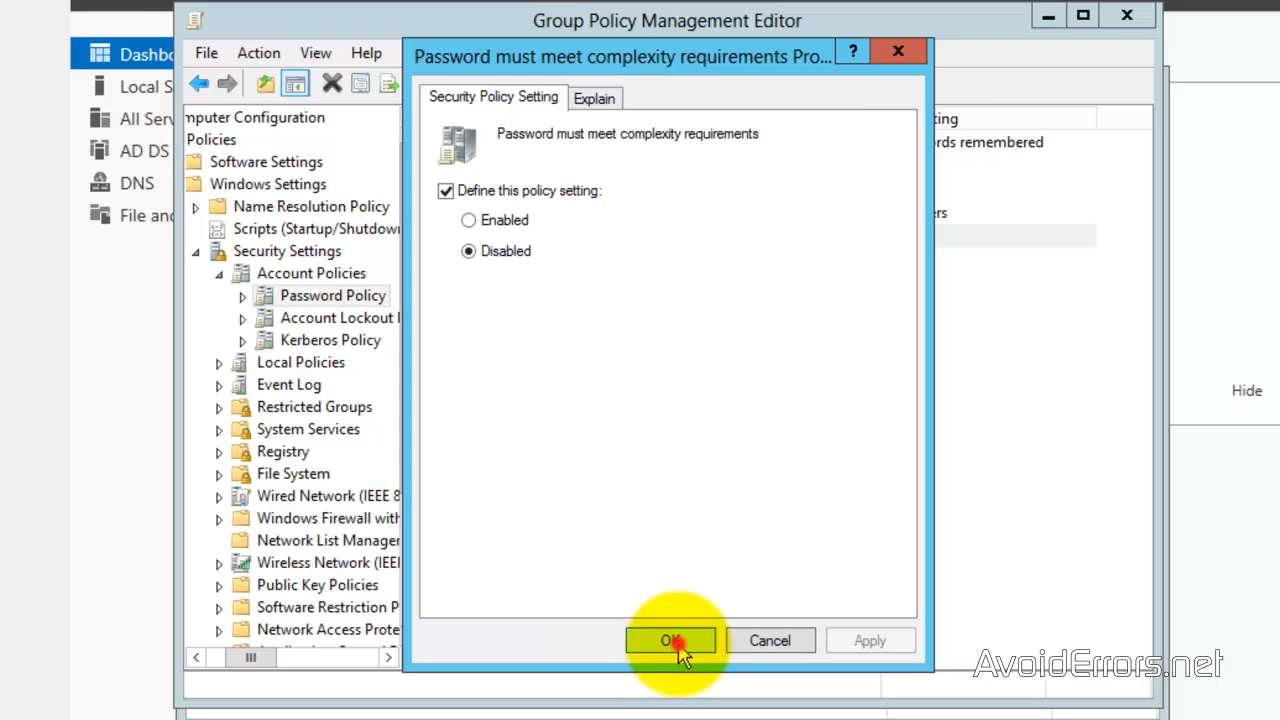 Group Policy Management Editor
File Action View Help
Password must meet complexity requirements Pro...
?
Security Policy Setting
Explain
Password must meet complexity requirements
Define this policy setting:
Enabled
Disabled
OK
Cancel
Apply
Dashbo
Local S
All Serv
AD DS
DNS
File an
mputer Configuration
Policies
Software Settings
Windows Settings
Name Resolution Policy
Scripts (Startup/Shutdown
Security Settings
Account Policies
Password Policy
Account Lockout
Kerberos Policy
Local Policies
Event Log
Restricted Groups
System Services
Registry
File System
Wired Network (IEEE 8
Windows Firewall with
Network List Manager
Wireless Network (IEE
Public Key Policies
Software Restriction P
Network Access Prote
ting
rds remembered
ers
Hide
AvoidErrors.net